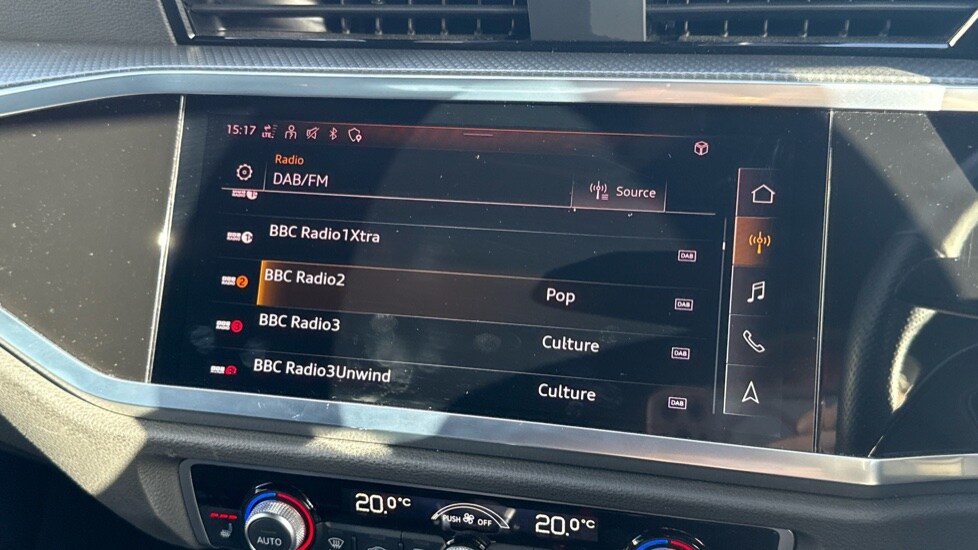 15:17 LTE
Radio
DAB/FM
Source
BBC Radio1Xtra
DAB
BBC Radio2
Pop
DAB
BBC Radio3
Culture
DAB
BBC Radio3Unwind
Culture
DAB
20.0°C
PUSH OFF
20.0°C
AUTO